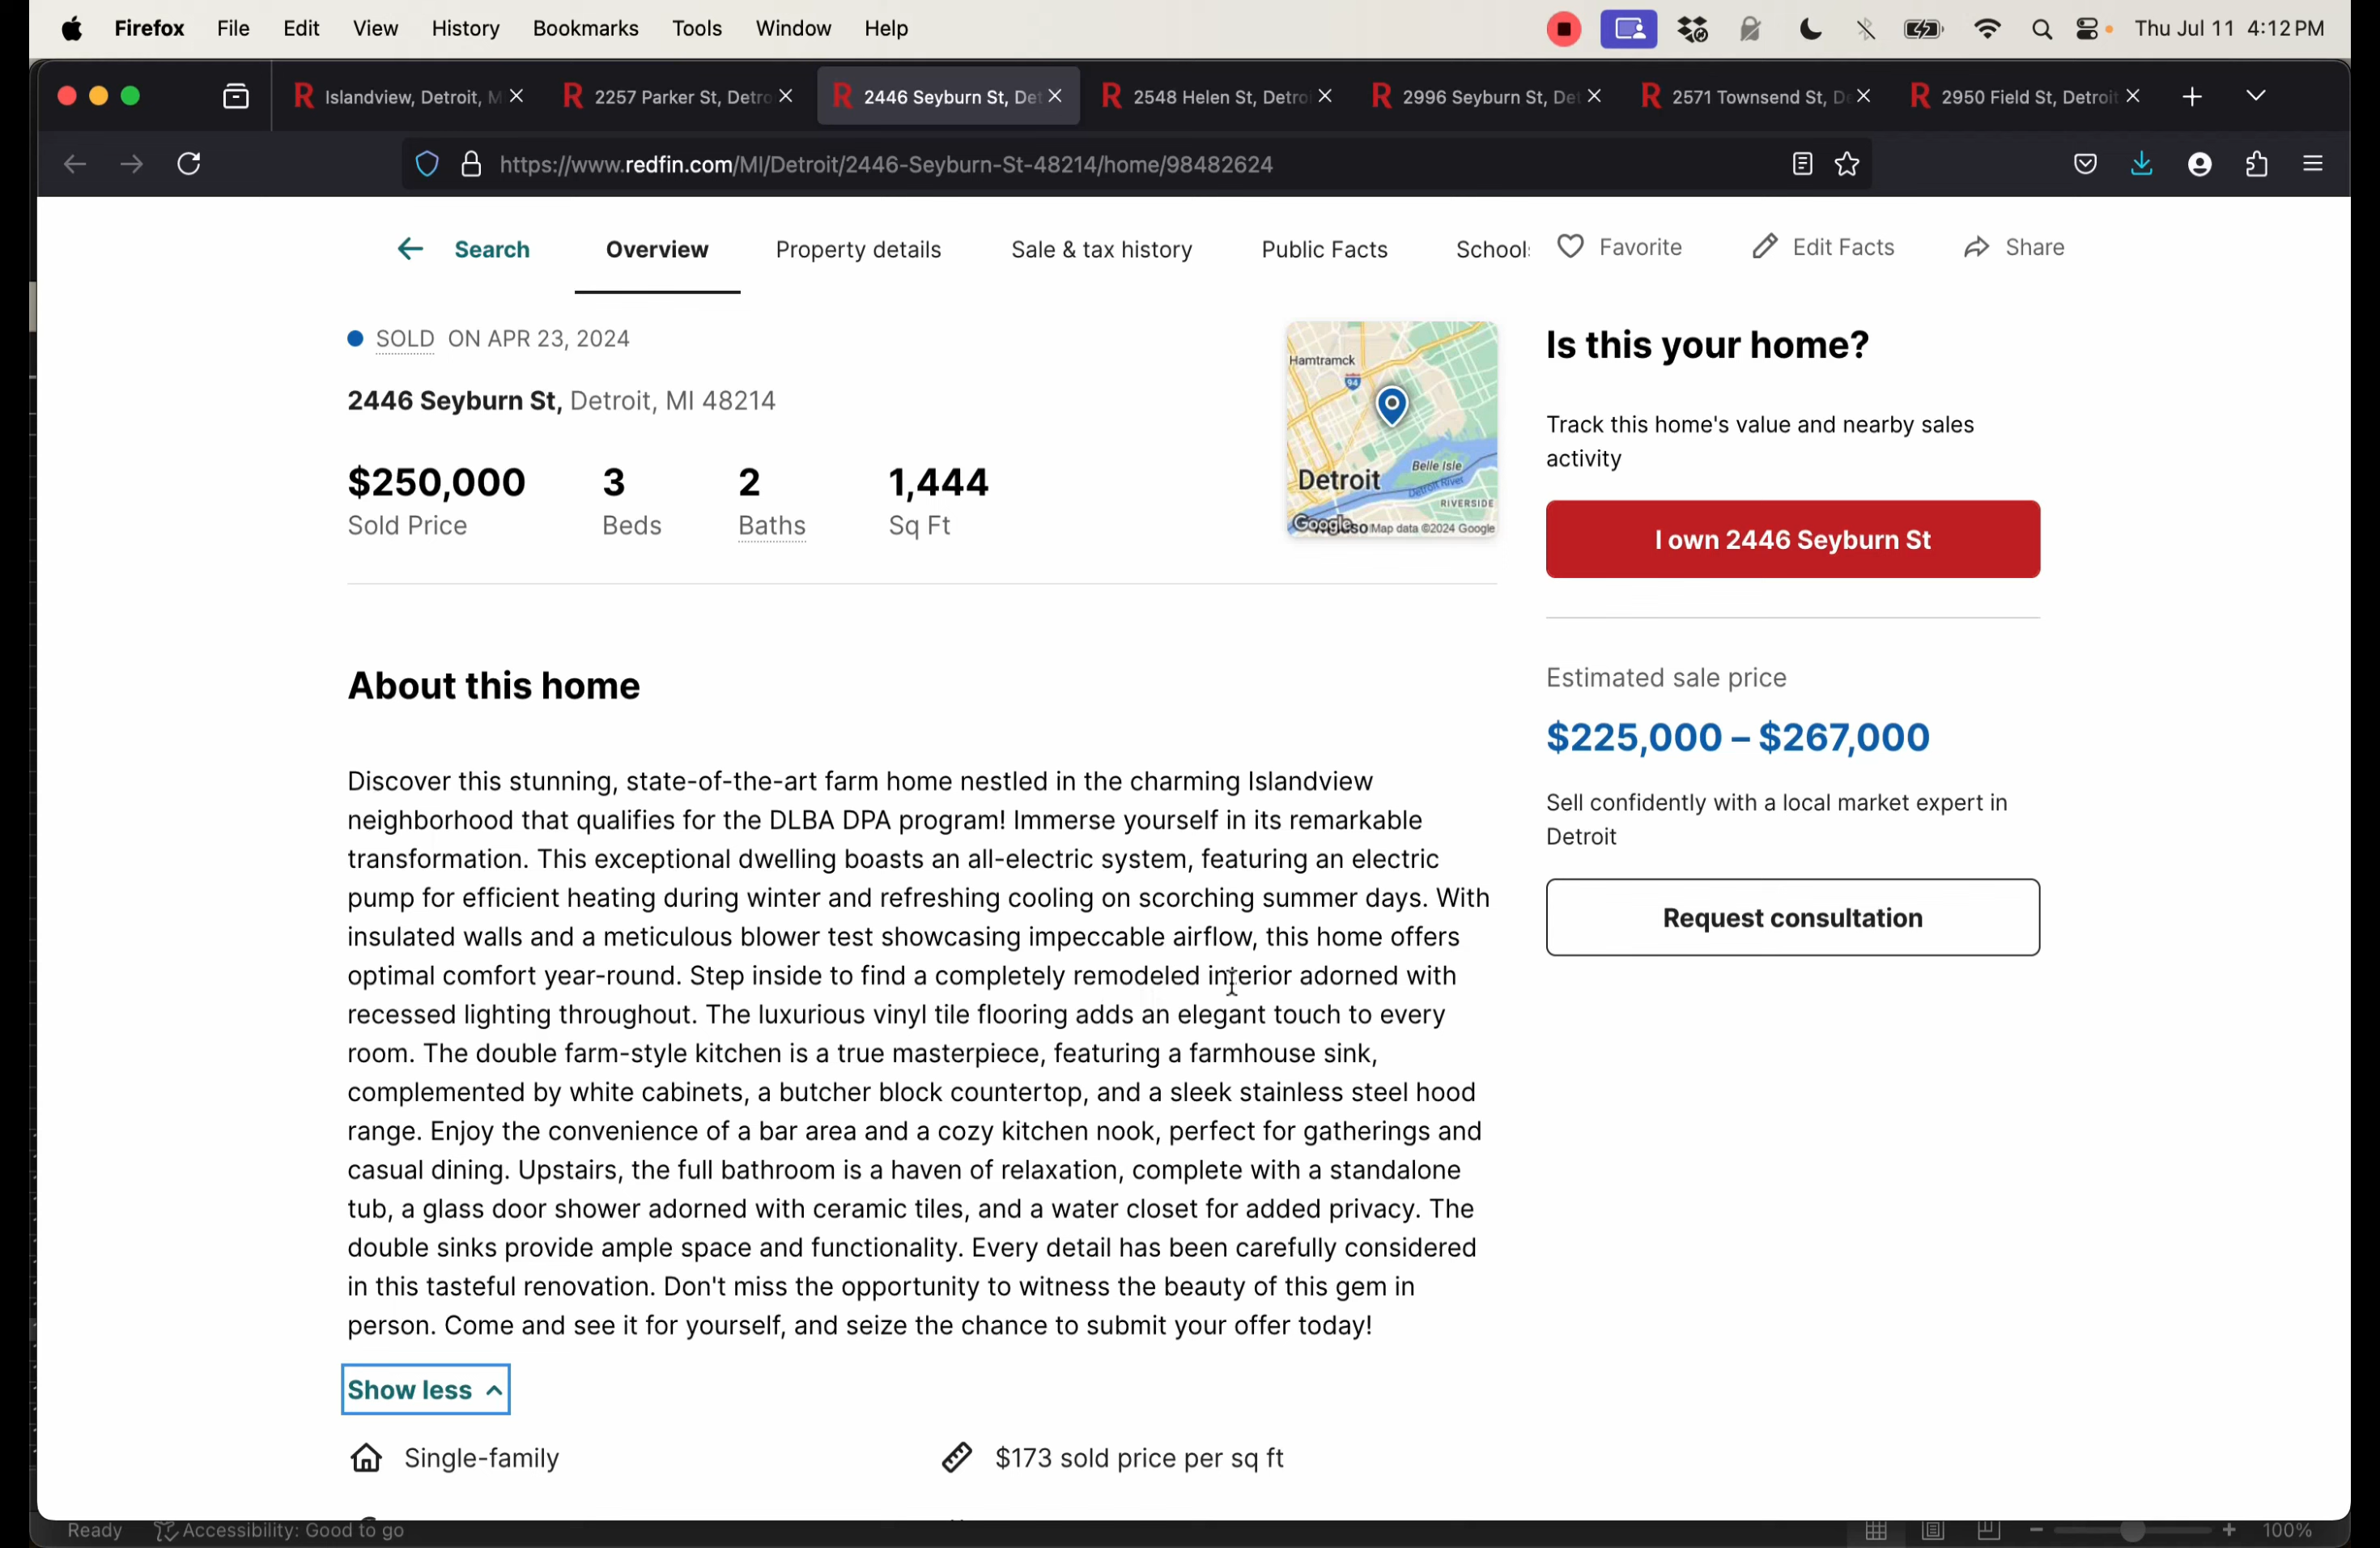 Firefox File Edit View History Bookmarks Tools Window Help Thu Jul 11 4:12 PM
Islandview, Detroit, M 2257 Parker St, Detro 2446 Seyburn St, Det 2548 Helen St, Detro 2996 Seyburn St, Det 2571 Townsend St, D 2950 Field St, Detroit
https://www.redfin.com/MI/Detroit/2446-Seyburn-St-48214/home/98482624
Search Overview Property details Sale & tax history Public Facts Schools Favorite Edit Facts Share
SOLD ON APR 23, 2024
2446 Seyburn St, Detroit, MI 48214
$250,000 3 2 1,444
Sold Price Beds Baths Sq Ft
Hamtramck
94
Belle Isle
Detroit
Detroit River
RIVERSIDE
Google Map data ©2024 Google
Is this your home?
Track this home's value and nearby sales
activity
I own 2446 Seyburn St
Estimated sale price
$225,000 – $267,000
Sell confidently with a local market expert in
Detroit
Request consultation
About this home
Discover this stunning, state-of-the-art farm home nestled in the charming Islandview
neighborhood that qualifies for the DLBA DPA program! Immerse yourself in its remarkable
transformation. This exceptional dwelling boasts an all-electric system, featuring an electric
pump for efficient heating during winter and refreshing cooling on scorching summer days. With
insulated walls and a meticulous blower test showcasing impeccable airflow, this home offers
optimal comfort year-round. Step inside to find a completely remodeled interior adorned with
recessed lighting throughout. The luxurious vinyl tile flooring adds an elegant touch to every
room. The double farm-style kitchen is a true masterpiece, featuring a farmhouse sink,
complemented by white cabinets, a butcher block countertop, and a sleek stainless steel hood
range. Enjoy the convenience of a bar area and a cozy kitchen nook, perfect for gatherings and
casual dining. Upstairs, the full bathroom is a haven of relaxation, complete with a standalone
tub, a glass door shower adorned with ceramic tiles, and a water closet for added privacy. The
double sinks provide ample space and functionality. Every detail has been carefully considered
in this tasteful renovation. Don't miss the opportunity to witness the beauty of this gem in
person. Come and see it for yourself, and seize the chance to submit your offer today!
Show less
Single-family $173 sold price per sq ft
Ready Accessibility: Good to go 100%